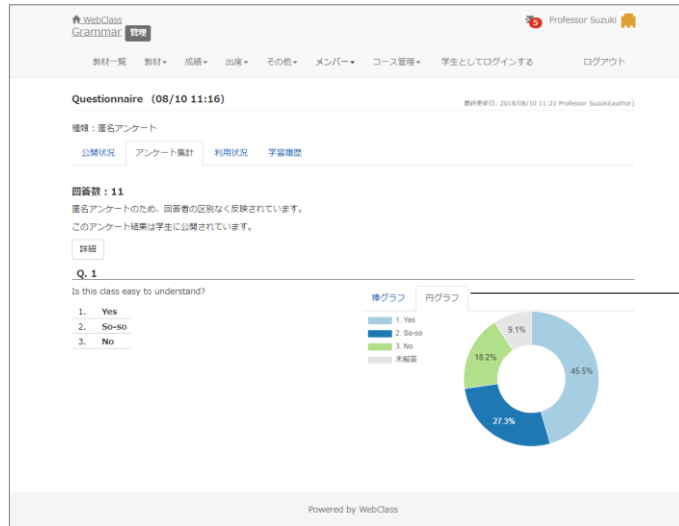 WebClass
Grammar 管理
5 Professor Suzuki
教材一覧 教材 成績 出席 その他 メンバー コース管理 学生としてログインする ログアウト
Questionnaire (08/10 11:16)
最終更新日: 2018/08/10 11:21 Professor Suzuki(author)
種類：匿名アンケート
公開状況 アンケート集計 利用状況 学習履歴
回答数：11
匿名アンケートのため、回答者の区別なく反映されています。
このアンケート結果は学生に公開されています。
詳細
Q. 1
Is this class easy to understand?
1. Yes
2. So-so
3. No
棒グラフ 円グラフ
1. Yes
2. So-so
3. No
未解答
9.1%
18.2%
45.5%
27.3%
Powered by WebClass